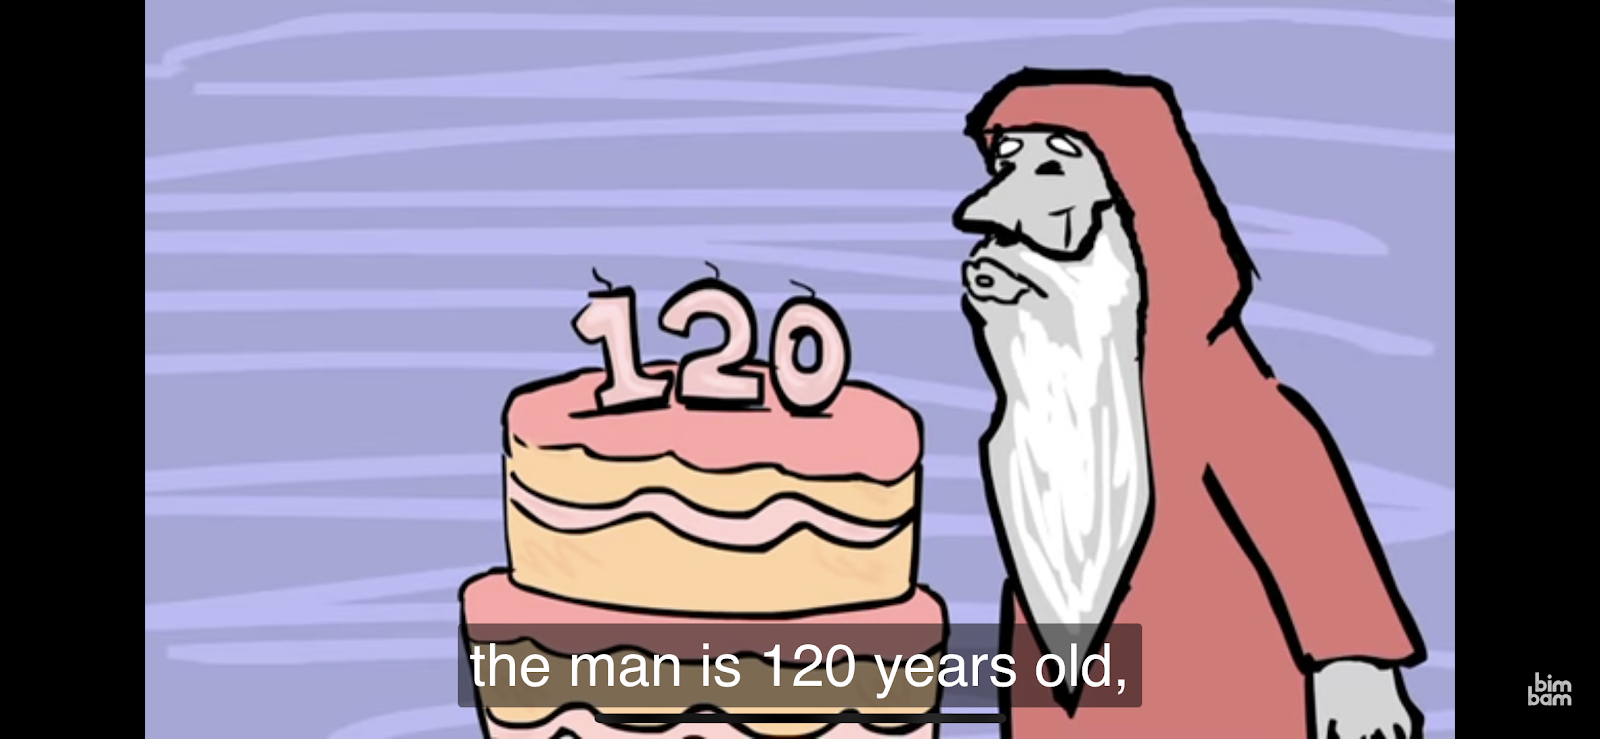 120
the man is 120 years old,
bim
bam